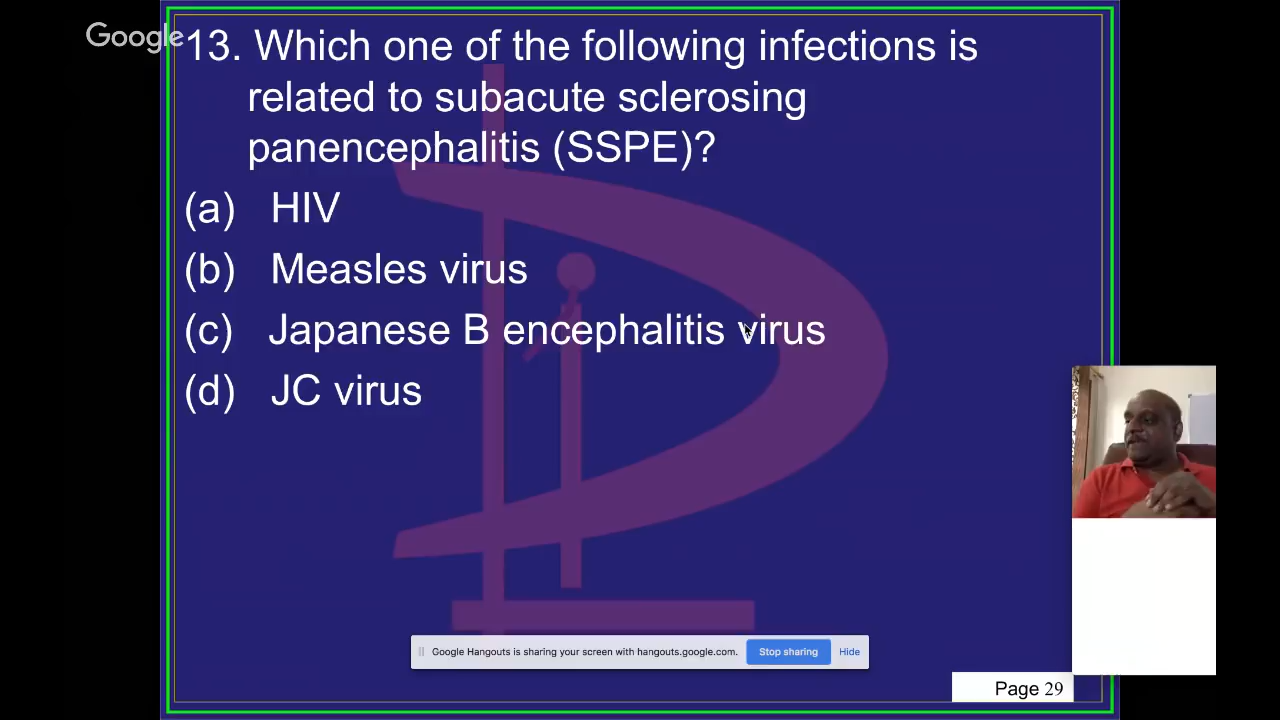 Google
13. Which one of the following infections is
related to subacute sclerosing
panencephalitis (SSPE)?
(a) HIV
(b) Measles virus
(c) Japanese B encephalitis virus
(d) JC virus
Google Hangouts is sharing your screen with hangouts.google.com. Stop sharing Hide
Page 29